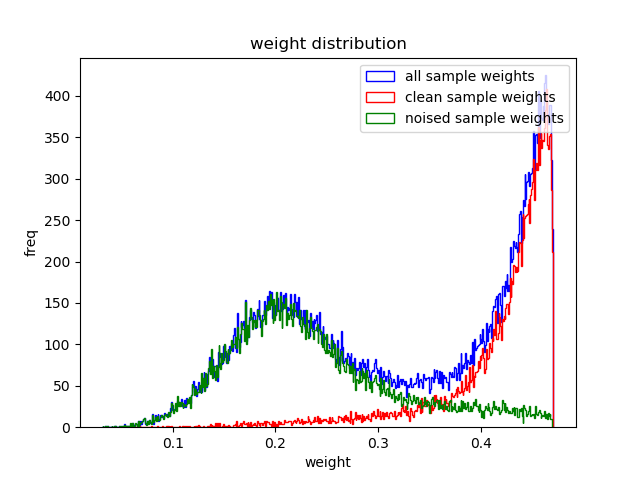 weight distribution
all sample weights
clean sample weights
noised sample weights
freq
400
350
300
250
200
150
100
50
0
0.1 0.2 0.3 0.4
weight